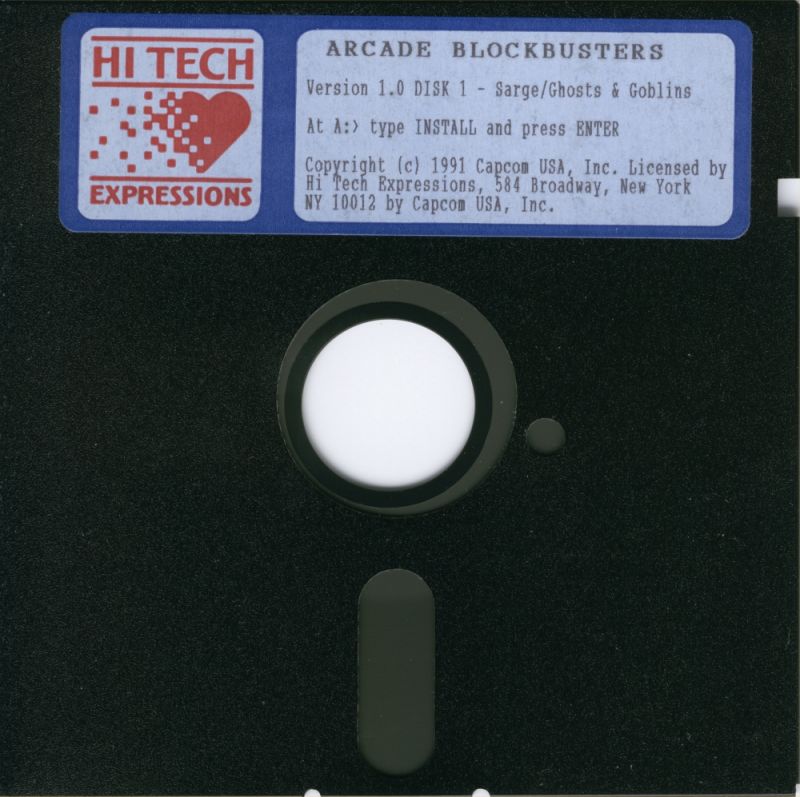 HI TECH
EXPRESSIONS
ARCADE BLOCKBUSTERS
Version 1.0 DISK 1 - Sarge/Ghosts & Goblins
At A:> type INSTALL and press ENTER
Copyright (c) 1991 Capcom USA, Inc. Licensed by
Hi Tech Expressions, 584 Broadway, New York
NY 10012 by Capcom USA, Inc.